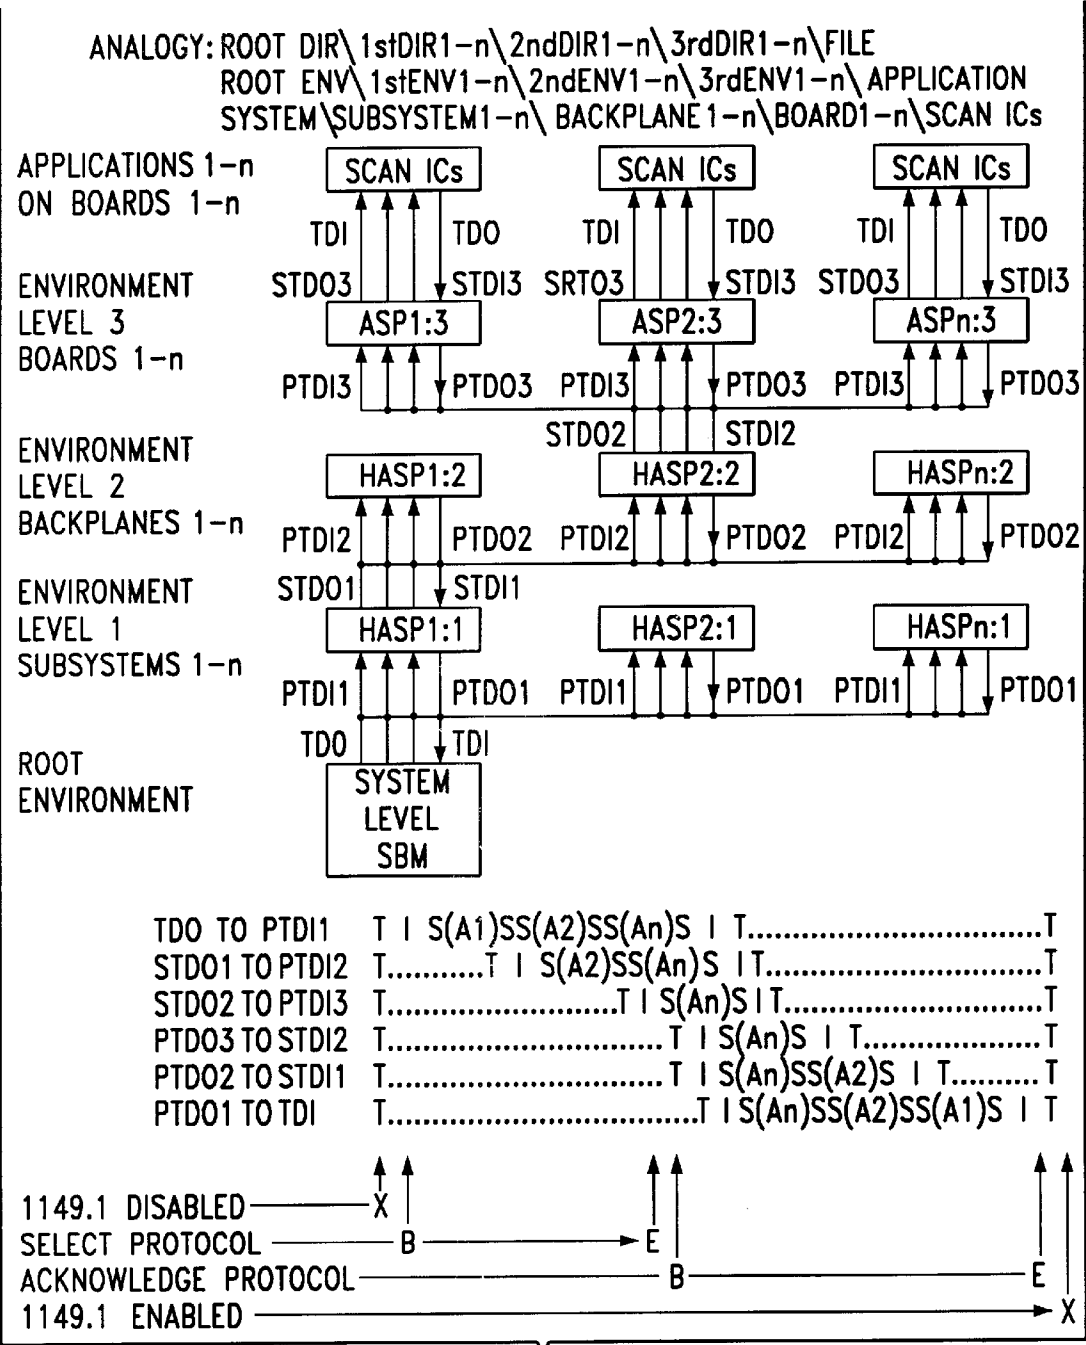 ANALOGY: ROOT DIR\1stDIR1-n\2ndDIR1-n\3rdDIR1-n\FILE
ROOT ENV\1stENV1-n\2ndENV1-n\3rdENV1-n\APPLICATION
SYSTEM\SUBSYSTEM1-n\BACKPLANE1-n\BOARD1-n\SCAN ICs
APPLICATIONS 1-n
ON BOARDS 1-n
SCAN ICs SCAN ICs SCAN ICs
TDI TDO TDI TDO TDI TDO
ENVIRONMENT
LEVEL 3
BOARDS 1-n
STDO3 STDI3 SRTO3 STDI3 STDO3 STDI3
ASP1:3 ASP2:3 ASPn:3
PTDI3 PTDO3 PTDI3 PTDO3 PTDI3 PTDO3
STDO2 STDI2
ENVIRONMENT
LEVEL 2
BACKPLANES 1-n
HASP1:2 HASP2:2 HASPn:2
PTDI2 PTDO2 PTDI2 PTDO2 PTDI2 PTDO2
STDO1 STDI1
ENVIRONMENT
LEVEL 1
SUBSYSTEMS 1-n
HASP1:1 HASP2:1 HASPn:1
PTDI1 PTDO1 PTDI1 PTDO1 PTDI1 PTDO1
TDO TDI
ROOT
ENVIRONMENT
SYSTEM
LEVEL
SBM
TDO TO PTDI1 T I S(A1)SS(A2)SS(An)S I T.................................T
STDO1 TO PTDI2 T...........T I S(A2)SS(An)S IT...............................T
STDO2 TO PTDI3 T..........................T I S(An)SIT.............................T
PTDO3 TO STDI2 T...............................T I S(An)S I T....................T
PTDO2 TO STDI1 T...............................T I S(An)SS(A2)S I T..........T
PTDO1 TO TDI T...................................T I S(An)SS(A2)SS(A1)S I T
1149.1 DISABLED X
SELECT PROTOCOL B E
ACKNOWLEDGE PROTOCOL B E
1149.1 ENABLED X